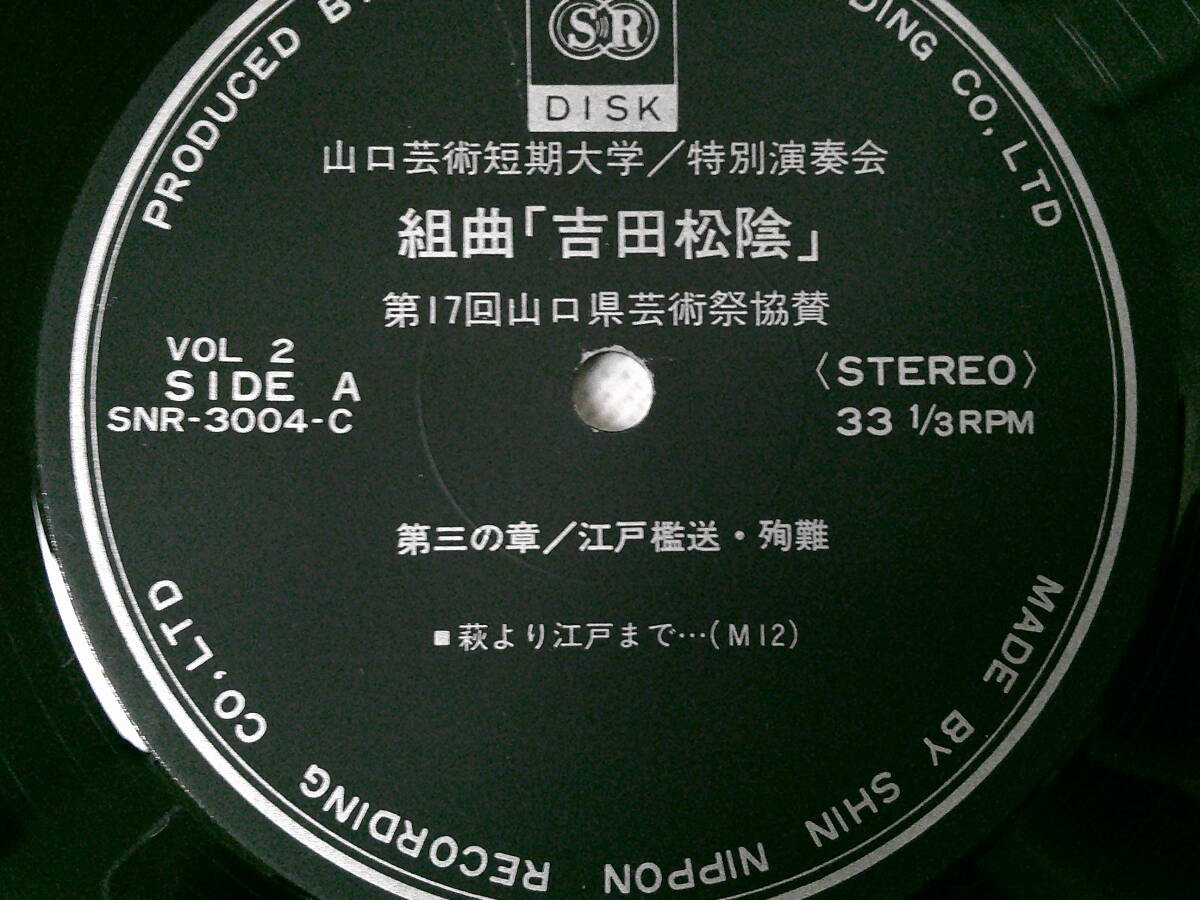 PRODUCED BY
DING CO., LTD
SR
DISK
山口芸術短期大学／特別演奏会
組曲「吉田松陰」
第17回山口県芸術祭協賛
VOL 2
SIDE A
SNR-3004-C
〈STEREO〉
33 1/3 RPM
第三の章／江戸檻送・殉難
■萩より江戸まで…(M12)
MADE BY SHIN NIPPON RECORDING CO., LTD